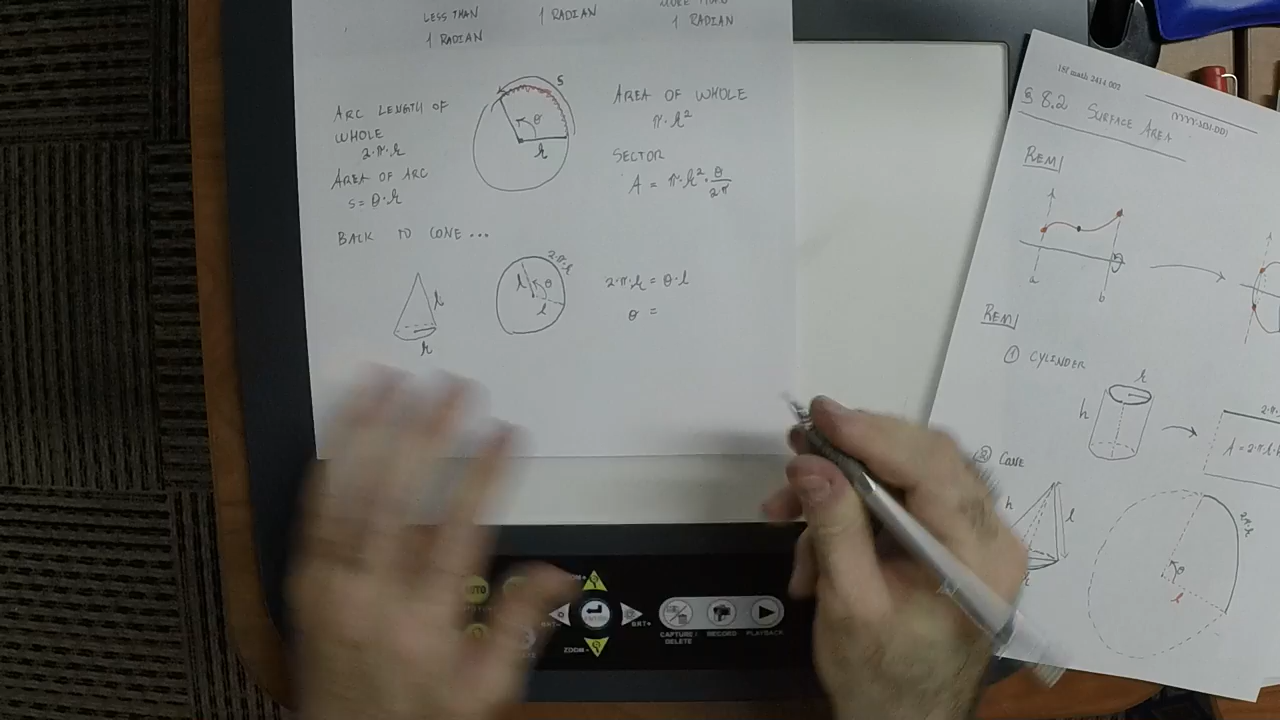 LESS THAN
1 RADIAN
1 RADIAN
MORE THAN
1 RADIAN
ARC LENGTH OF
WHOLE
2·π·r
AREA OF ARC
s = θ·r
s
θ
r
AREA OF WHOLE
π·r²
SECTOR
A = π·r²·θ/2π
BACK TO CONE...
l
r
2·π·r
l
θ
l
2·π·r = θ·l
θ =
§ 8.2 SURFACE AREA
REM/
a
b
REM/
① CYLINDER
r
h
2·π
② CONE
h
l
r
2π·r
θ
l
AUTO
ZOOM-
BRT+
CAPTURE/
DELETE
RECORD
PLAYBACK